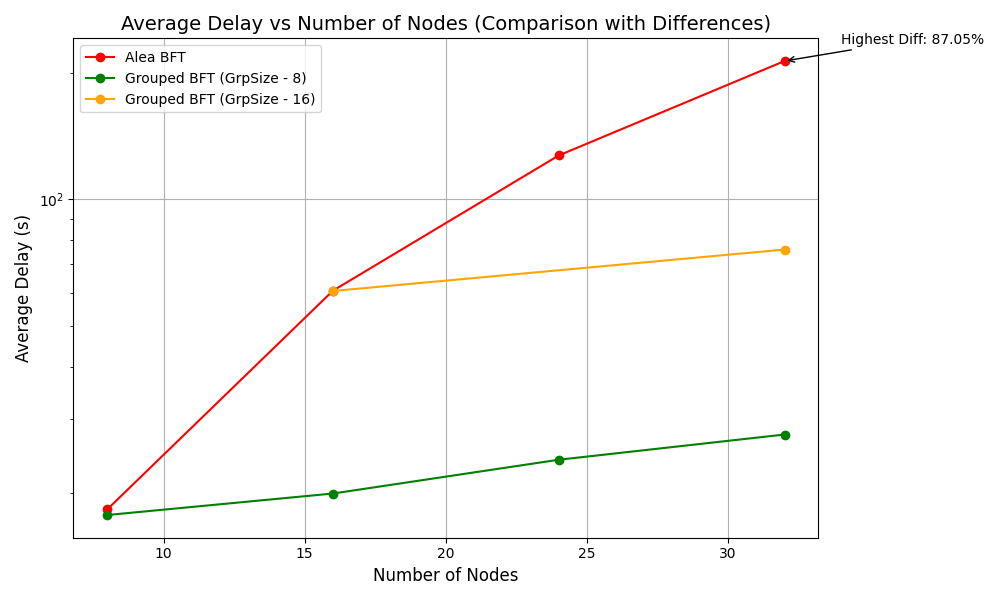 Average Delay vs Number of Nodes (Comparison with Differences)
Highest Diff: 87.05%
Alea BFT
Grouped BFT (GrpSize - 8)
Grouped BFT (GrpSize - 16)
10²
Average Delay (s)
10 15 20 25 30
Number of Nodes